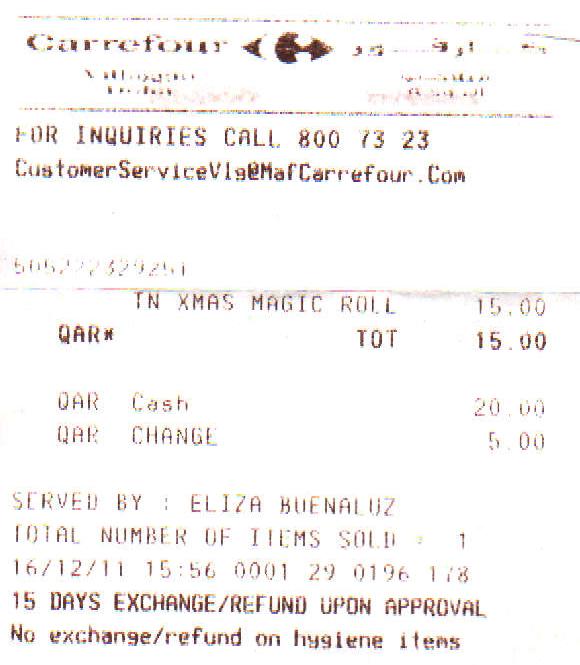 Carrefour
FOR INQUIRIES CALL 800 73 23
CustomerServiceVlg@MafCarrefour.Com
TN XMAS MAGIC ROLL 15.00
QAR* TOT 15.00
QAR Cash 20.00
QAR CHANGE 5.00
SERVED BY : ELIZA BUENALUZ
TOTAL NUMBER OF ITEMS SOLD = 1
16/12/11 15:56 0001 29 0196 178
15 DAYS EXCHANGE/REFUND UPON APPROVAL
No exchange/refund on hygiene items